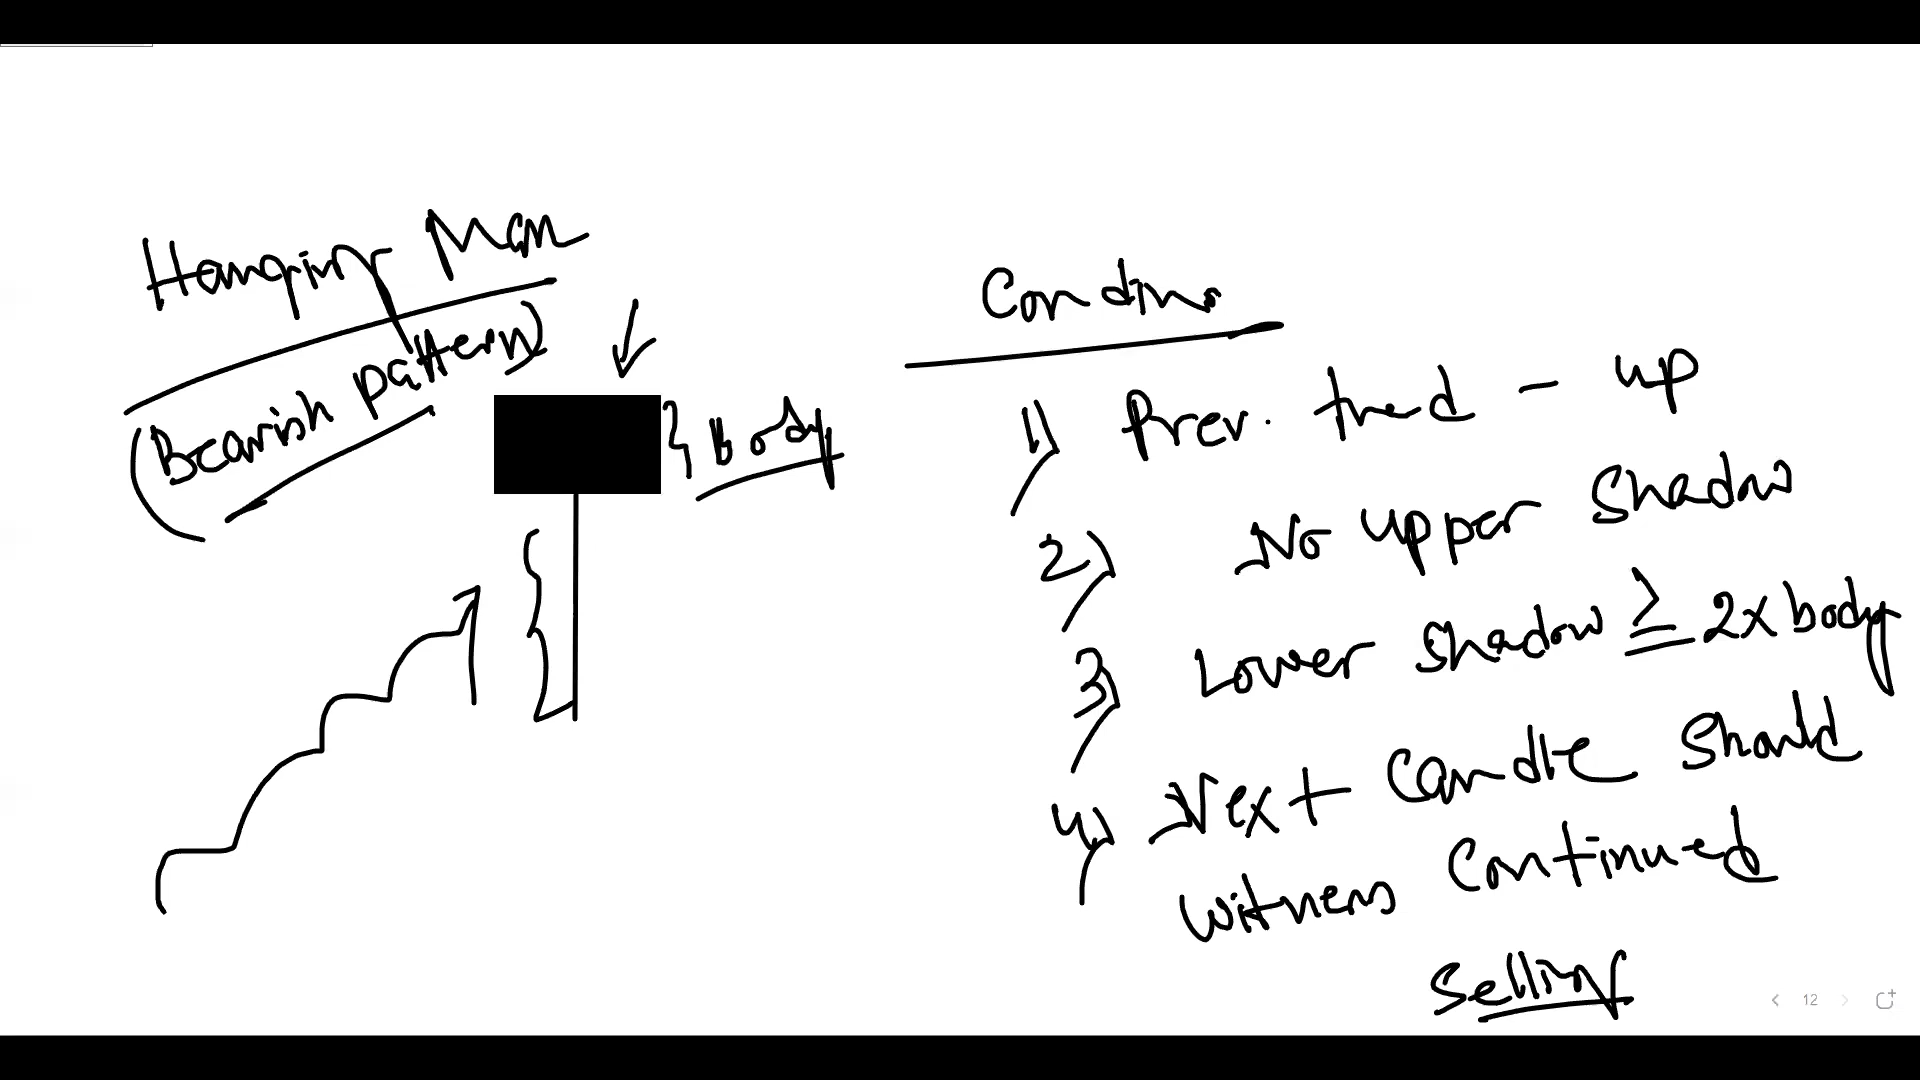 Hanging Man
(Bearish pattern)
Body
1) Prev. trend - up
2) No upper shadow
3) Lower shadow ≥ 2x body
4) Next candle should
witness continued
selling
12